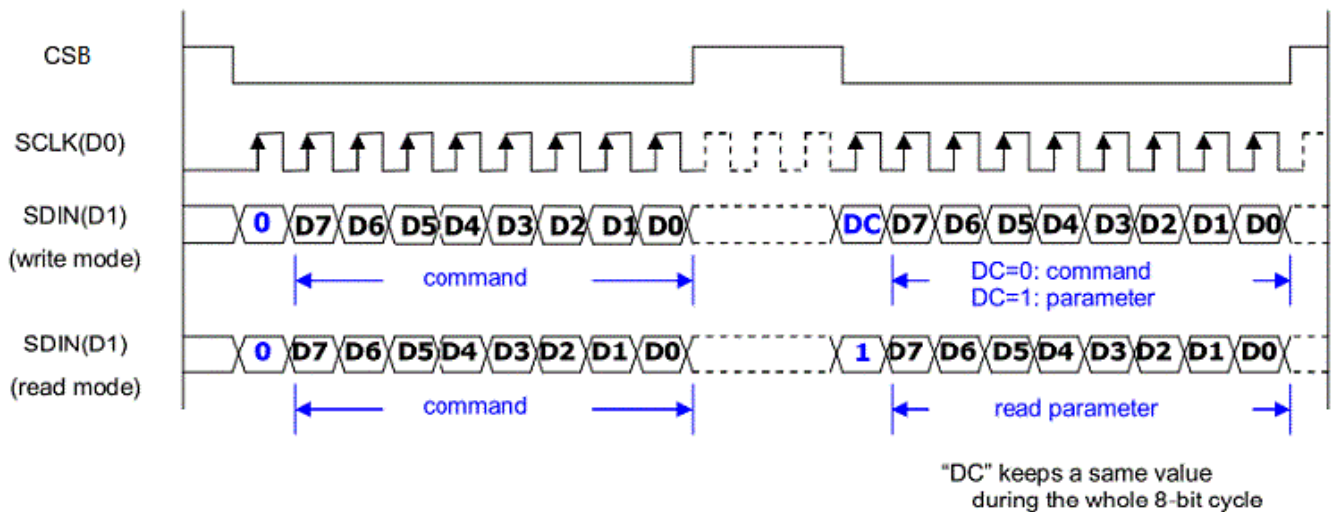 CSB
SCLK(D0)
SDIN(D1)
(write mode)
0 D7 D6 D5 D4 D3 D2 D1 D0
DC D7 D6 D5 D4 D3 D2 D1 D0
command
DC=0: command
DC=1: parameter
SDIN(D1)
(read mode)
0 D7 D6 D5 D4 D3 D2 D1 D0
1 D7 D6 D5 D4 D3 D2 D1 D0
command
read parameter
“DC” keeps a same value
during the whole 8-bit cycle